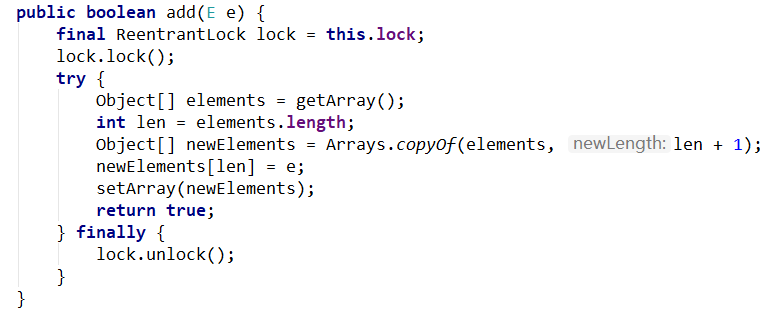 public boolean add(E e) {
    final ReentrantLock lock = this.lock;
    lock.lock();
    try {
        Object[] elements = getArray();
        int len = elements.length;
        Object[] newElements = Arrays.copyOf(elements, newLength: len + 1);
        newElements[len] = e;
        setArray(newElements);
        return true;
    } finally {
        lock.unlock();
    }
}